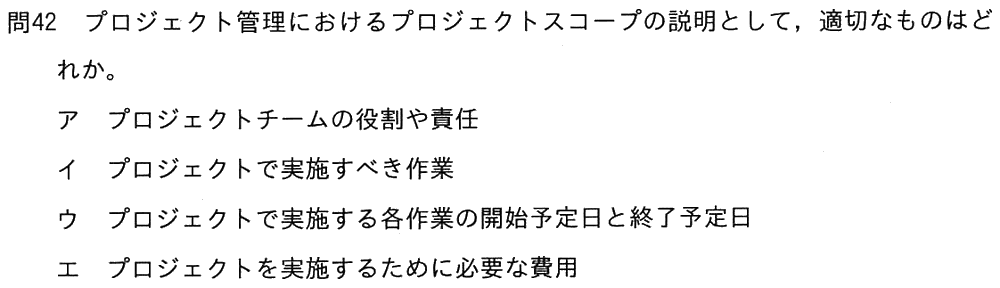 問42　プロジェクト管理におけるプロジェクトスコープの説明として，適切なものはど
れか。
ア　プロジェクトチームの役割や責任
イ　プロジェクトで実施すべき作業
ウ　プロジェクトで実施する各作業の開始予定日と終了予定日
エ　プロジェクトを実施するために必要な費用